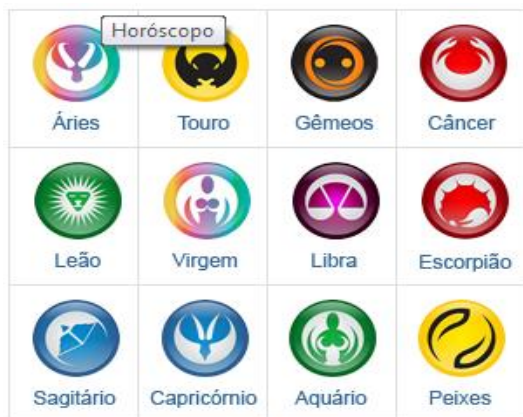 Horóscopo
Áries Touro Gêmeos Câncer
Leão Virgem Libra Escorpião
Sagitário Capricórnio Aquário Peixes